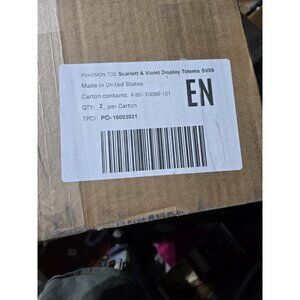 POKEMON TCG Scarlett & Violet Display Totems SV09
Made in United States
Carton contains: #80-10086-101
QTY: 2 per Carton
TPCI: PO-16003021
EN